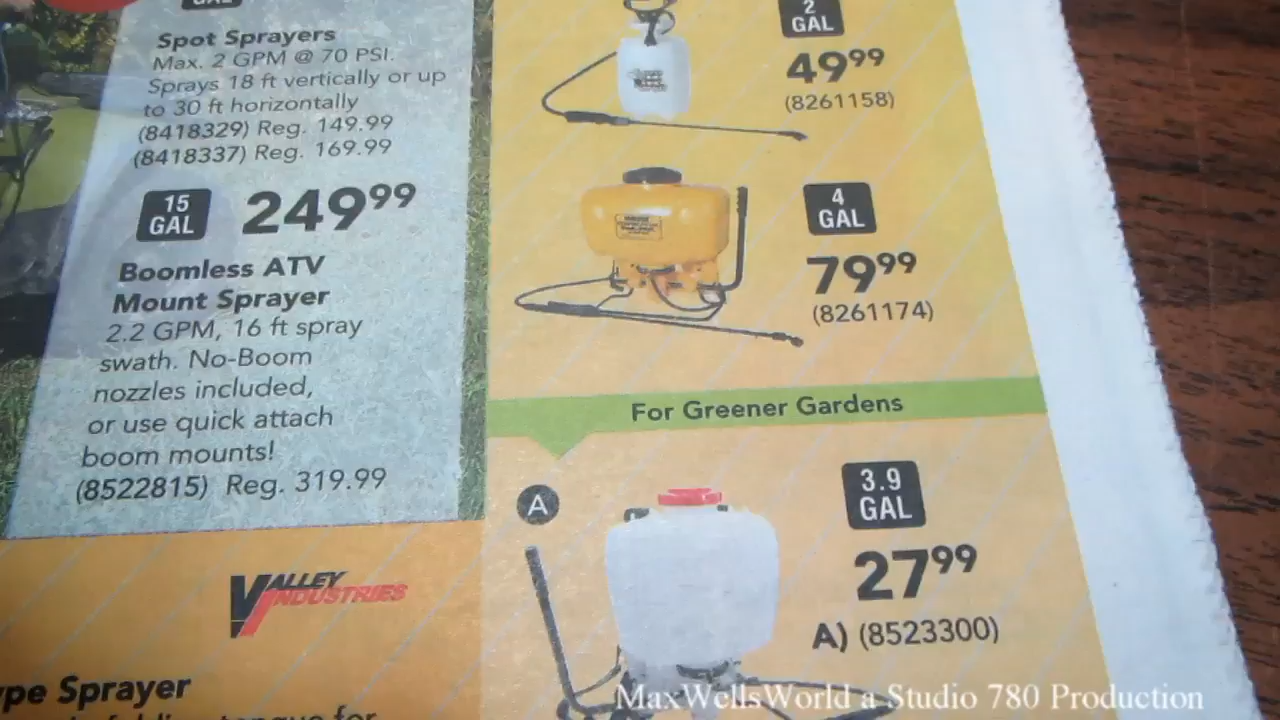 GAL
Spot Sprayers
Max. 2 GPM @ 70 PSI.
Sprays 18 ft vertically or up
to 30 ft horizontally
(8418329) Reg. 149.99
(8418337) Reg. 169.99
15
GAL
249⁹⁹
Boomless ATV
Mount Sprayer
2.2 GPM, 16 ft spray
swath. No-Boom
nozzles included,
or use quick attach
boom mounts!
(8522815) Reg. 319.99
VALLEY
INDUSTRIES
ype Sprayer
2
GAL
49⁹⁹
(8261158)
4
GAL
79⁹⁹
(8261174)
For Greener Gardens
A
3.9
GAL
27⁹⁹
A) (8523300)
MaxWellsWorld a Studio 780 Production